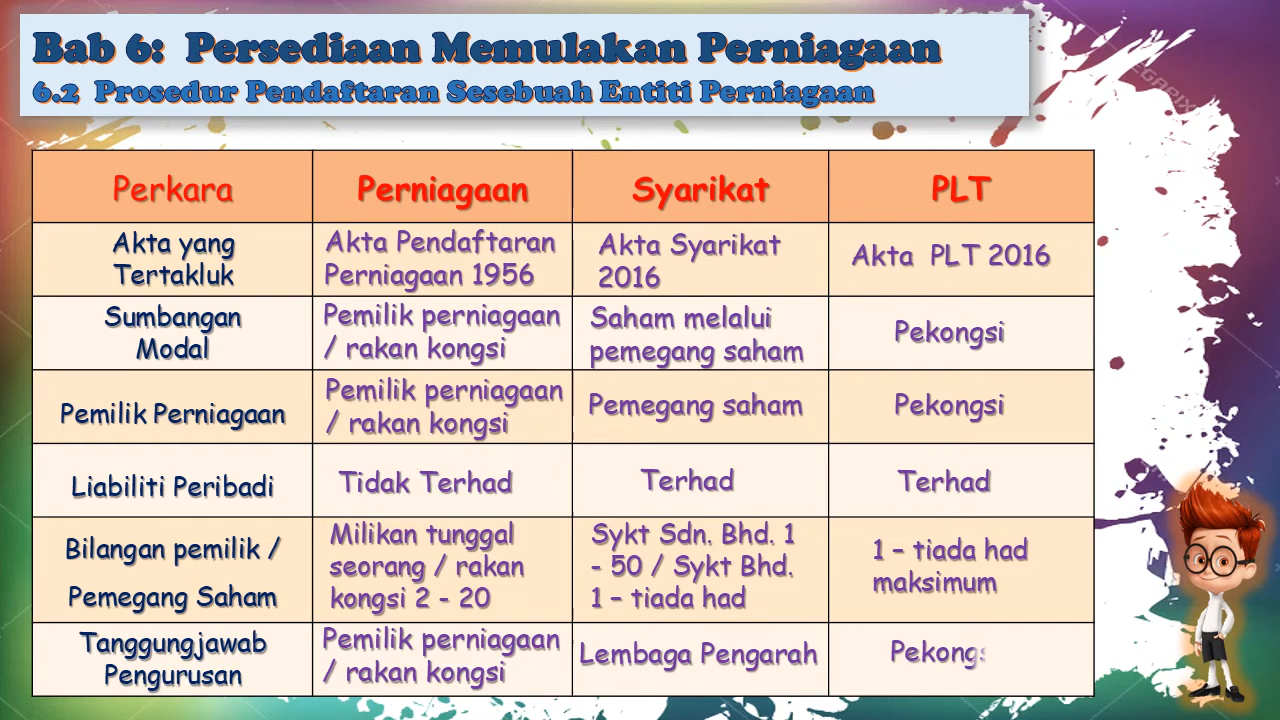 Bab 6: Persediaan Memulakan Perniagaan
6.2 Prosedur Pendaftaran Sesebuah Entiti Perniagaan
Perkara
Perniagaan
Syarikat
PLT
Akta yang
Tertakluk
Akta Pendaftaran
Perniagaan 1956
Akta Syarikat
2016
Akta PLT 2016
Sumbangan
Modal
Pemilik perniagaan
/ rakan kongsi
Saham melalui
pemegang saham
Pekongsi
Pemilik Perniagaan
Pemilik perniagaan
/ rakan kongsi
Pemegang saham
Pekongsi
Liabiliti Peribadi
Tidak Terhad
Terhad
Terhad
Bilangan pemilik /
Pemegang Saham
Milikan tunggal
seorang / rakan
kongsi 2 - 20
Sykt Sdn. Bhd. 1
- 50 / Sykt Bhd.
1 – tiada had
1 – tiada had
maksimum
Tanggungjawab
Pengurusan
Pemilik perniagaan
/ rakan kongsi
Lembaga Pengarah
Pekongs